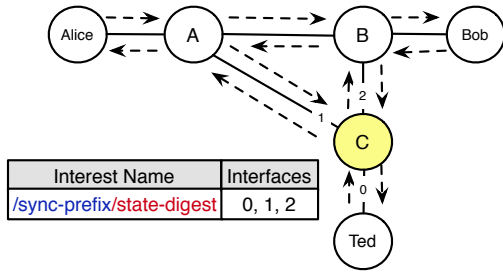 Alice
A
B
Bob
1
2
C
0
Ted
Interest Name Interfaces
/sync-prefix/state-digest 0, 1, 2